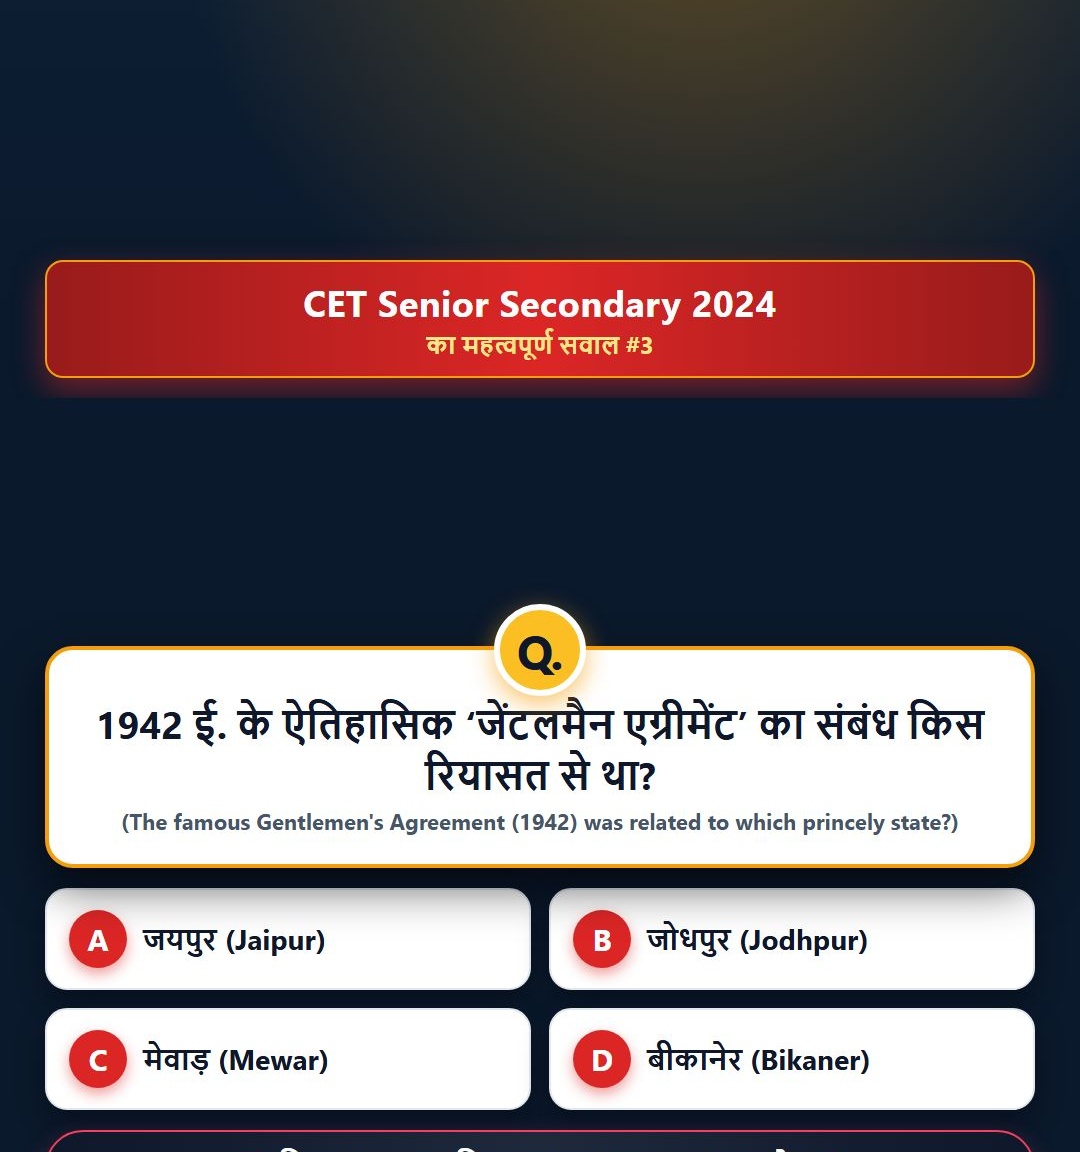 CET Senior Secondary 2024
का महत्वपूर्ण सवाल #3
Q.
1942 ई. के ऐतिहासिक ‘जेंटलमैन एग्रीमेंट’ का संबंध किस
रियासत से था?
(The famous Gentlemen's Agreement (1942) was related to which princely state?)
A जयपुर (Jaipur)
B जोधपुर (Jodhpur)
C मेवाड़ (Mewar)
D बीकानेर (Bikaner)